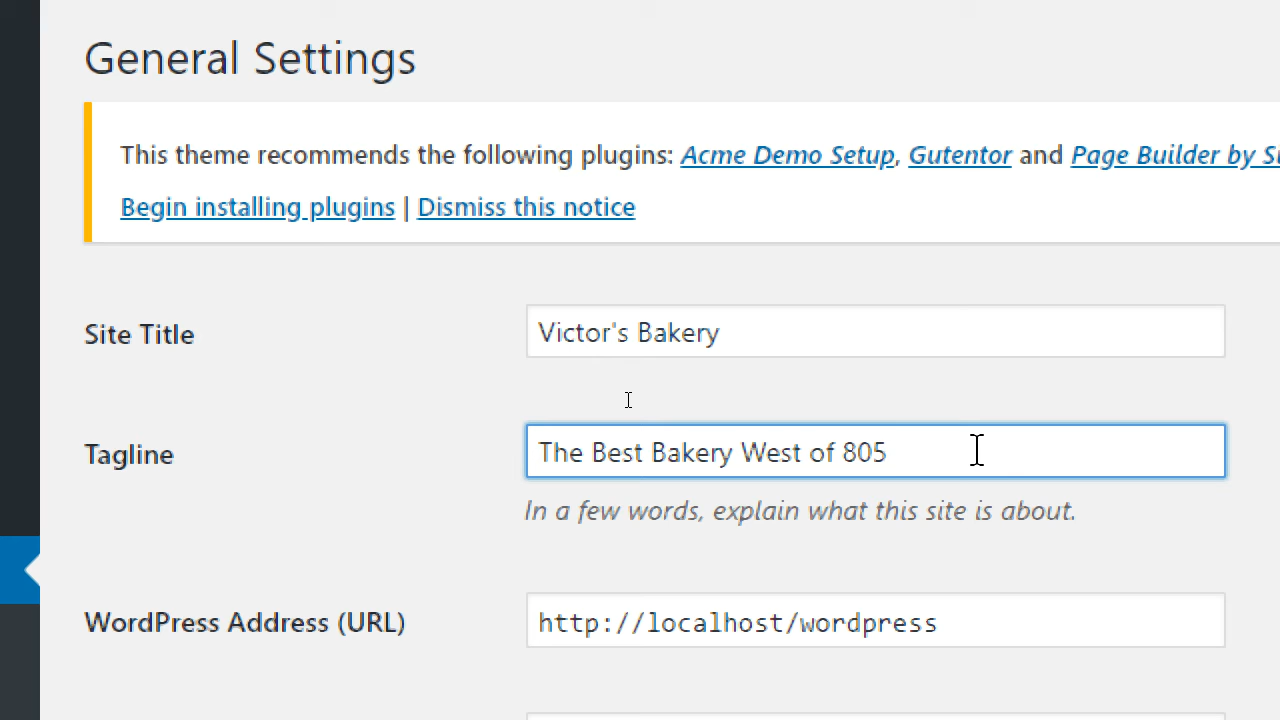 General Settings
This theme recommends the following plugins: Acme Demo Setup, Gutentor and Page Builder by
Begin installing plugins | Dismiss this notice
Site Title
Victor's Bakery
Tagline
The Best Bakery West of 805
In a few words, explain what this site is about.
WordPress Address (URL)
http://localhost/wordpress